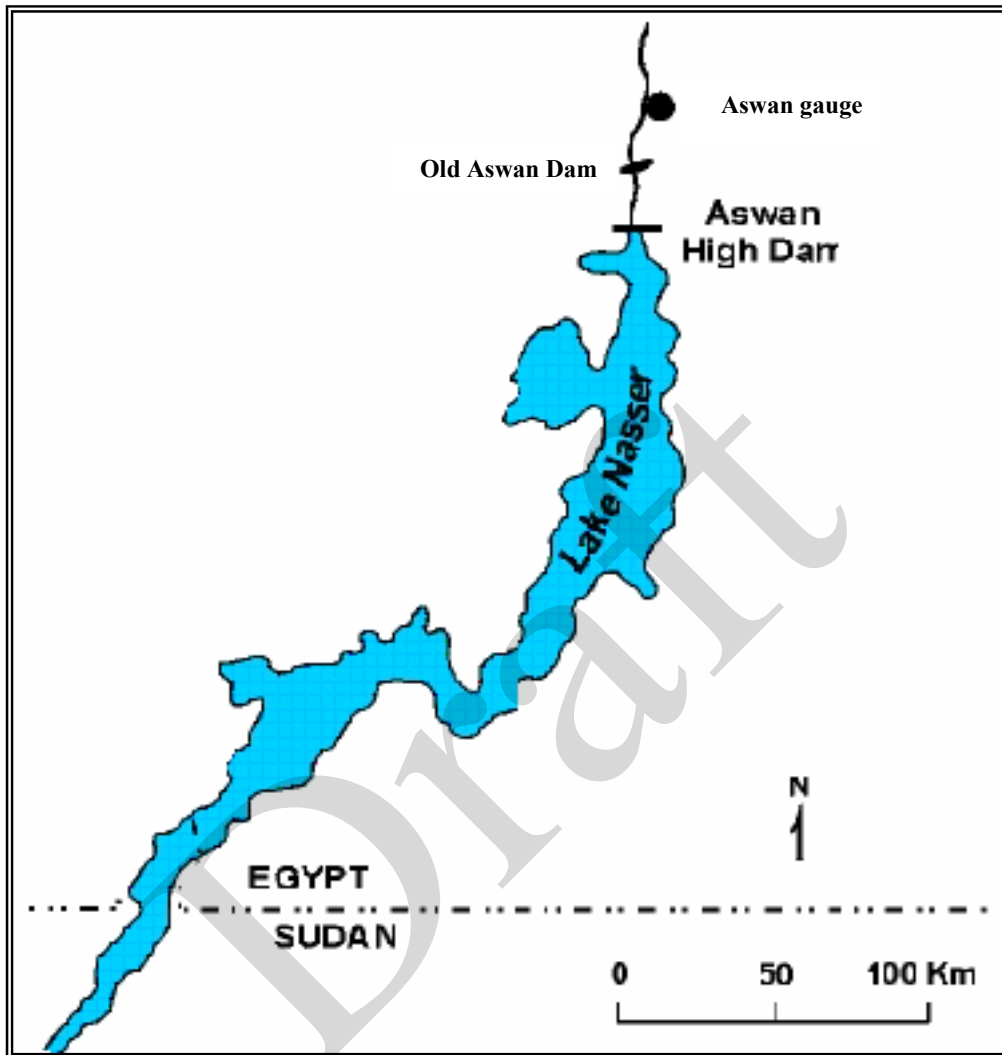 Aswan gauge
Old Aswan Dam
Aswan
High Dam
Lake Nasser
Draft
N
EGYPT
SUDAN
0 50 100 Km